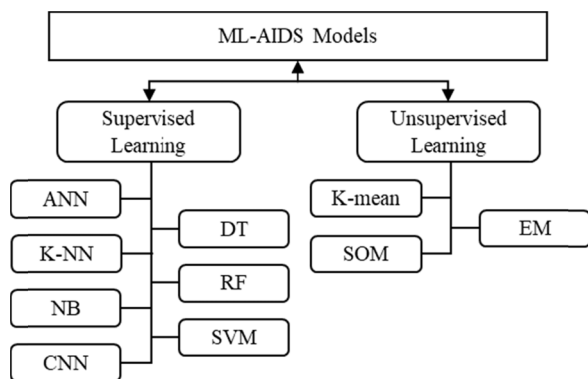 ML-AIDS Models
Supervised
Learning
Unsupervised
Learning
ANN
DT
K-NN
RF
NB
SVM
CNN
K-mean
EM
SOM